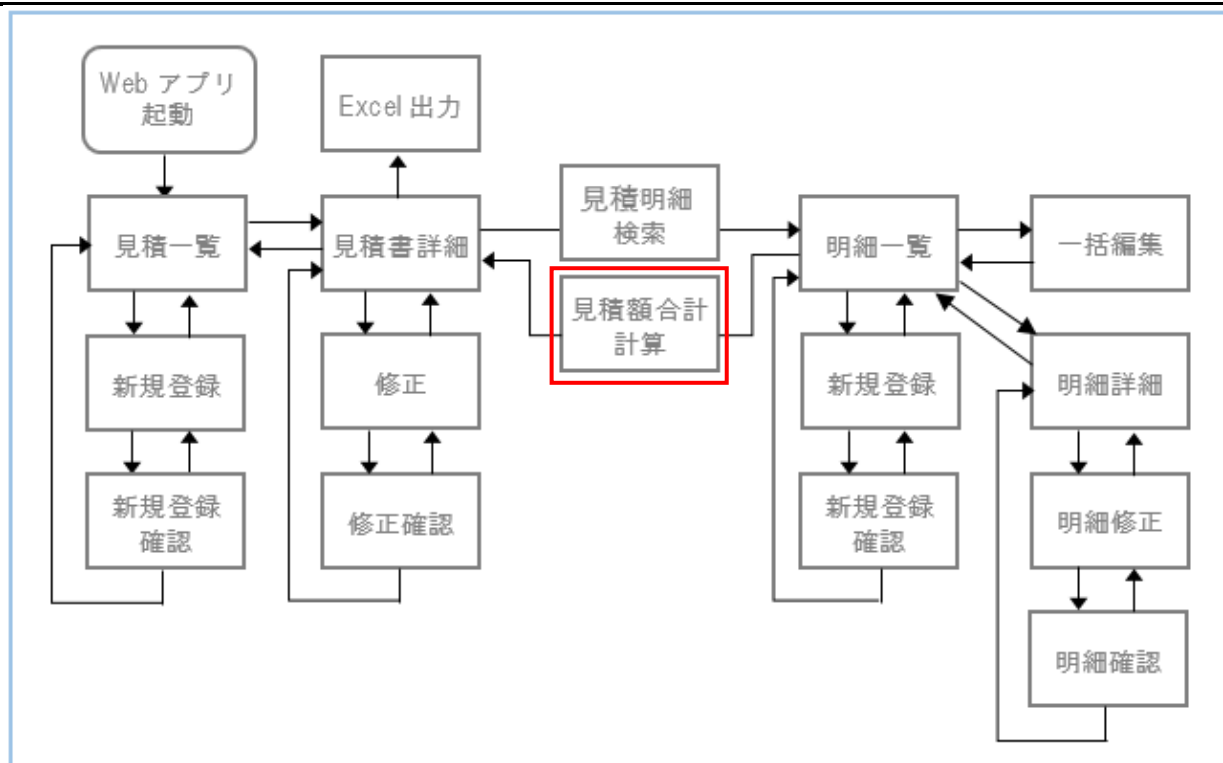 Web アプリ
起動
Excel 出力
見積一覧
見積書詳細
見積明細
検索
明細一覧
一括編集
見積額合計
計算
新規登録
修正
新規登録
明細詳細
新規登録
確認
修正確認
新規登録
確認
明細修正
明細確認